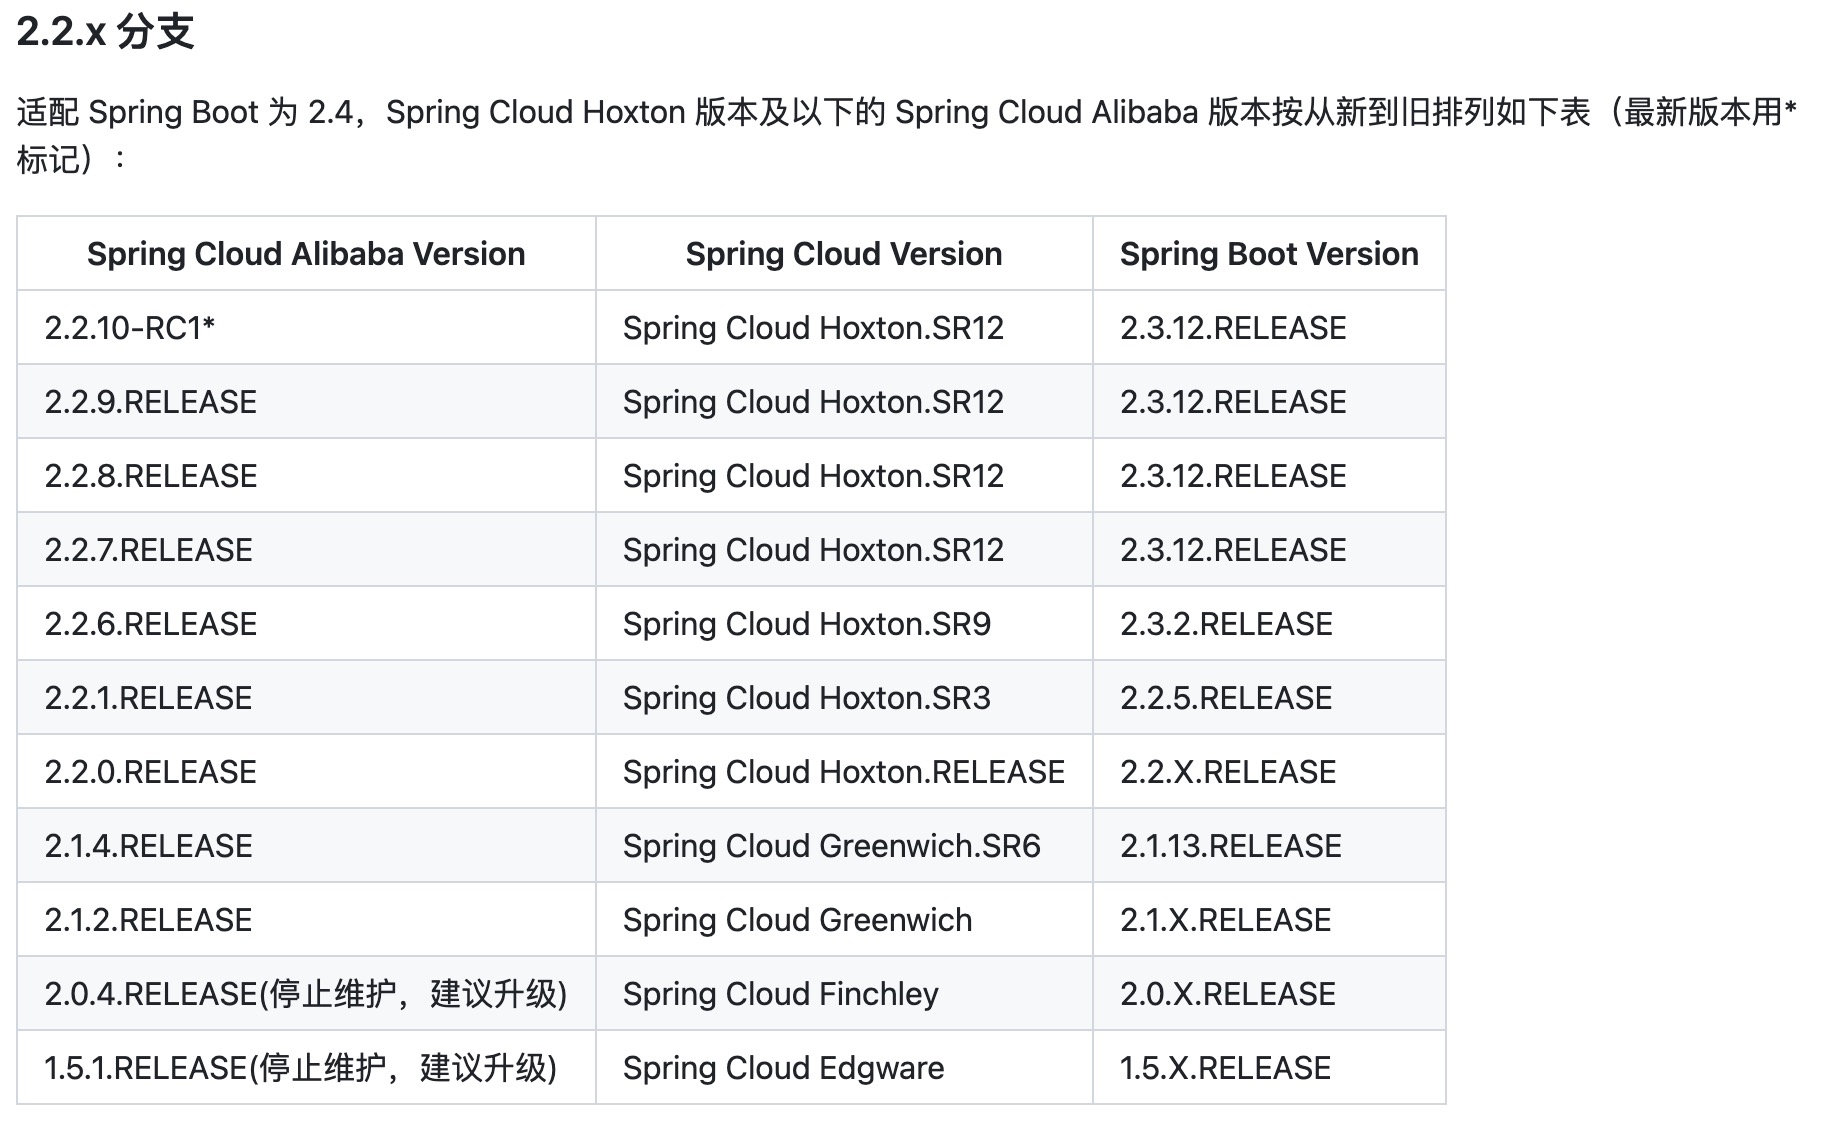 2.2.x 分支
适配 Spring Boot 为 2.4，Spring Cloud Hoxton 版本及以下的 Spring Cloud Alibaba 版本按从新到旧排列如下表（最新版本用*
标记）：
Spring Cloud Alibaba Version Spring Cloud Version Spring Boot Version
2.2.10-RC1* Spring Cloud Hoxton.SR12 2.3.12.RELEASE
2.2.9.RELEASE Spring Cloud Hoxton.SR12 2.3.12.RELEASE
2.2.8.RELEASE Spring Cloud Hoxton.SR12 2.3.12.RELEASE
2.2.7.RELEASE Spring Cloud Hoxton.SR12 2.3.12.RELEASE
2.2.6.RELEASE Spring Cloud Hoxton.SR9 2.3.2.RELEASE
2.2.1.RELEASE Spring Cloud Hoxton.SR3 2.2.5.RELEASE
2.2.0.RELEASE Spring Cloud Hoxton.RELEASE 2.2.X.RELEASE
2.1.4.RELEASE Spring Cloud Greenwich.SR6 2.1.13.RELEASE
2.1.2.RELEASE Spring Cloud Greenwich 2.1.X.RELEASE
2.0.4.RELEASE(停止维护，建议升级) Spring Cloud Finchley 2.0.X.RELEASE
1.5.1.RELEASE(停止维护，建议升级) Spring Cloud Edgware 1.5.X.RELEASE